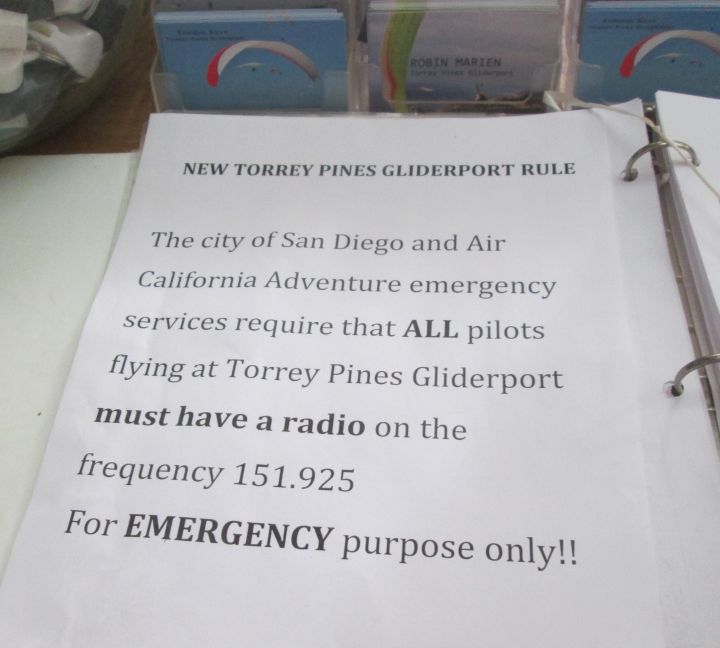 ROBIN MARIEN
Torrey Pines Gliderport
NEW TORREY PINES GLIDERPORT RULE
The city of San Diego and Air
California Adventure emergency
services require that ALL pilots
flying at Torrey Pines Gliderport
must have a radio on the
frequency 151.925
For EMERGENCY purpose only!!